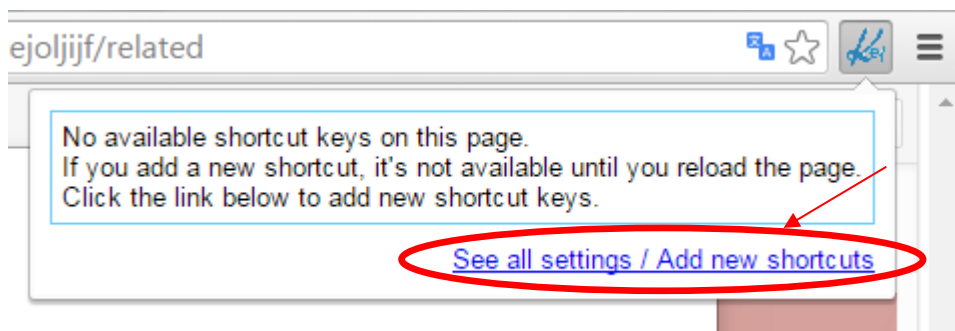 ejoljijf/related
Key
No available shortcut keys on this page.
If you add a new shortcut, it's not available until you reload the page.
Click the link below to add new shortcut keys.
See all settings / Add new shortcuts